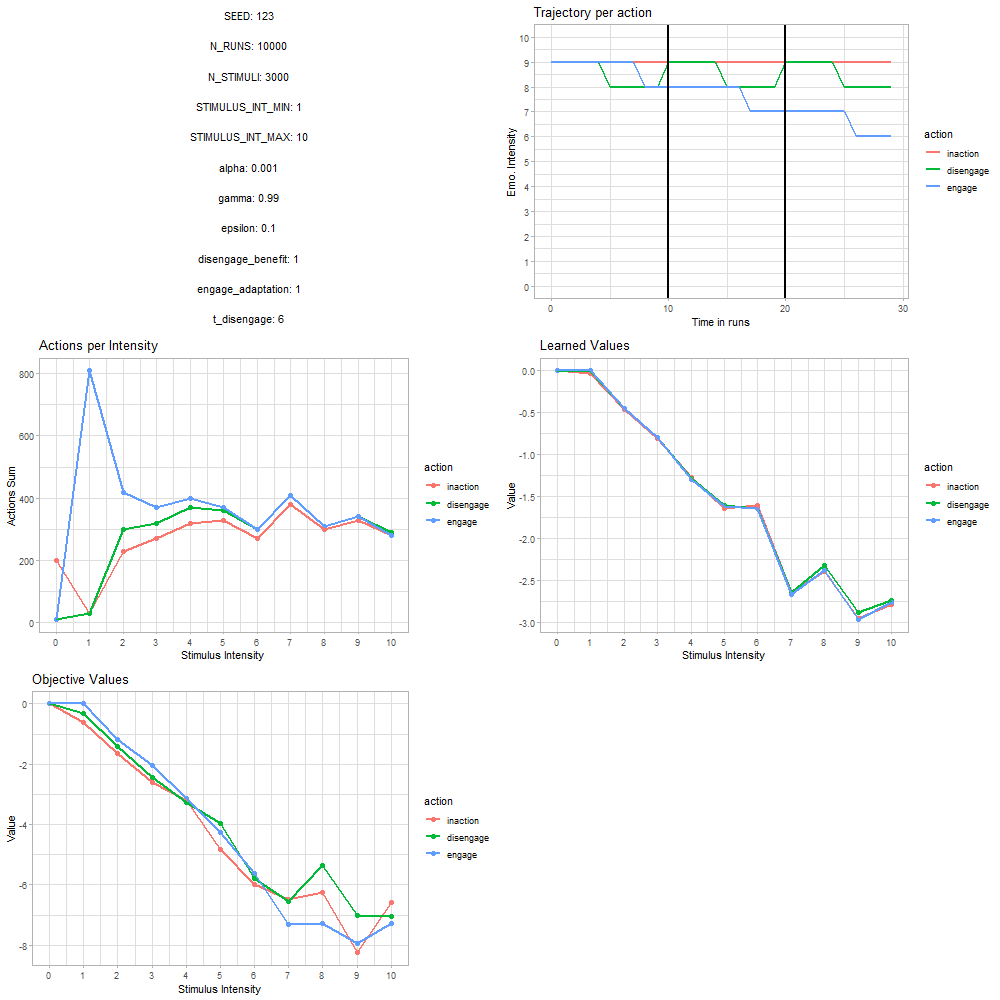 SEED: 123
N_RUNS: 10000
N_STIMULI: 3000
STIMULUS_INT_MIN: 1
STIMULUS_INT_MAX: 10
alpha: 0.001
gamma: 0.99
epsilon: 0.1
disengage_benefit: 1
engage_adaptation: 1
t_disengage: 6
Trajectory per action
Emo. Intensity
10
9
8
7
6
5
4
3
2
1
0
0 10 20 30
Time in runs
action
inaction
disengage
engage
Actions per Intensity
Actions Sum
800
600
400
200
0
0 1 2 3 4 5 6 7 8 9 10
Stimulus Intensity
action
inaction
disengage
engage
Learned Values
Value
0.0
-0.5
-1.0
-1.5
-2.0
-2.5
-3.0
0 1 2 3 4 5 6 7 8 9 10
Stimulus Intensity
action
inaction
disengage
engage
Objective Values
Value
0
-2
-4
-6
-8
0 1 2 3 4 5 6 7 8 9 10
Stimulus Intensity
action
inaction
disengage
engage